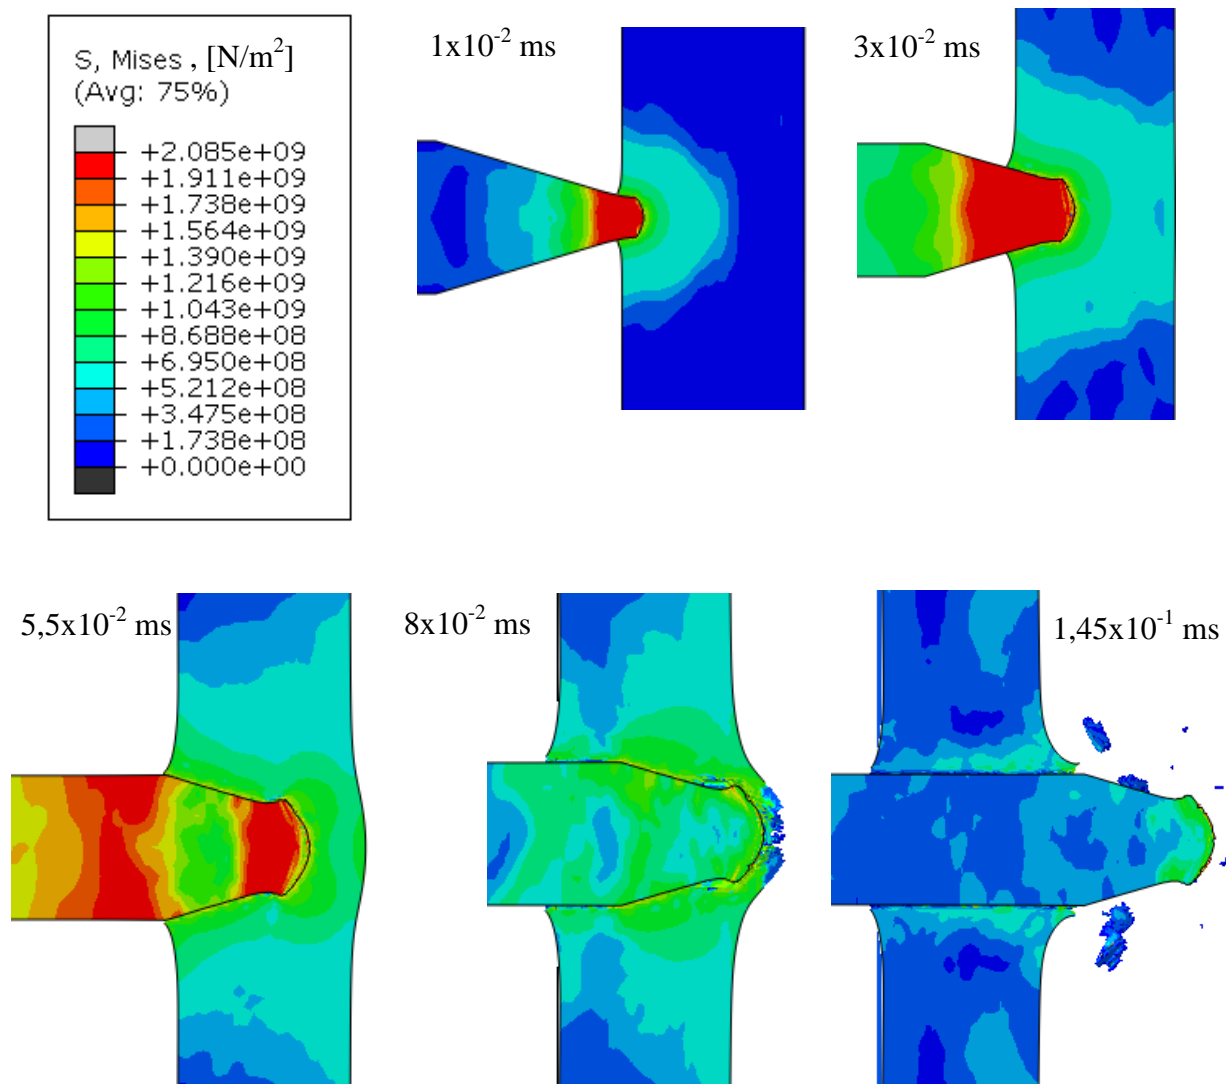 S, Mises , [N/m²]
(Avg: 75%)
+2.085e+09
+1.911e+09
+1.738e+09
+1.564e+09
+1.390e+09
+1.216e+09
+1.043e+09
+8.688e+08
+6.950e+08
+5.212e+08
+3.475e+08
+1.738e+08
+0.000e+00
1x10⁻² ms
3x10⁻² ms
5,5x10⁻² ms
8x10⁻² ms
1,45x10⁻¹ ms